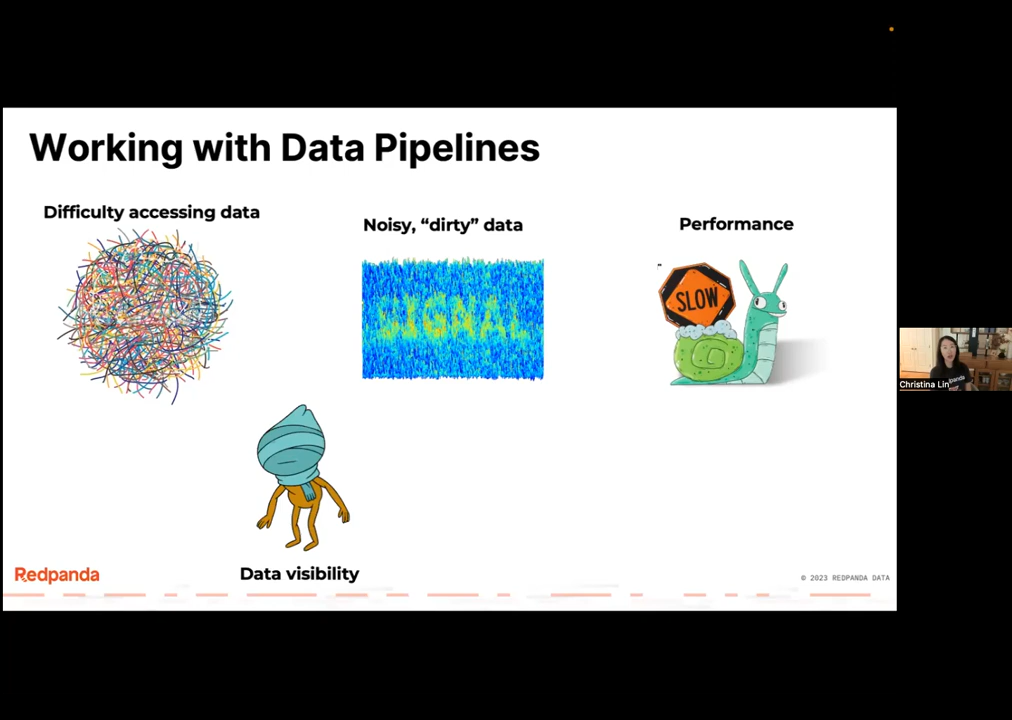 Working with Data Pipelines
Difficulty accessing data
Noisy, “dirty” data
Performance
SIGNAL
SLOW
Christina Lin
panda
Data visibility
Redpanda
© 2023 REDPANDA DATA